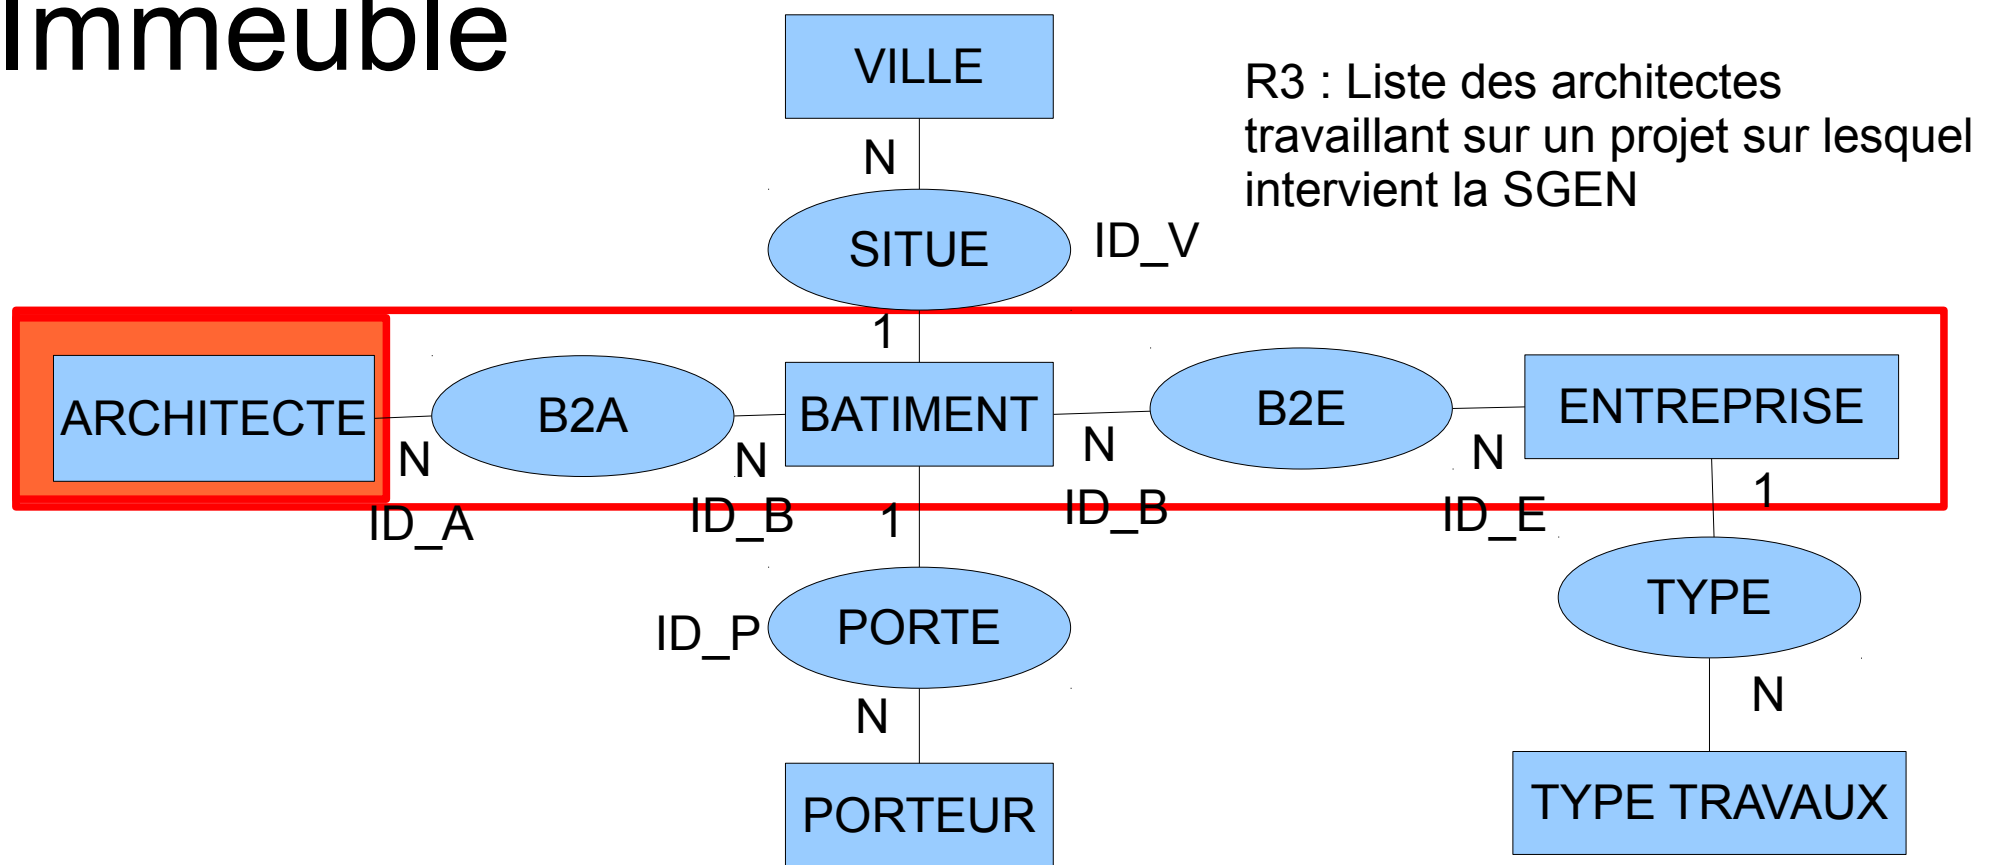 Immeuble
VILLE
R3 : Liste des architectes
travaillant sur un projet sur lesquel
intervient la SGEN
N
SITUE
ID_V
1
ARCHITECTE
B2A
BATIMENT
B2E
ENTREPRISE
N
N
N
N
ID_A
ID_B
1
ID_B
ID_E
1
ID_P
PORTE
TYPE
N
N
PORTEUR
TYPE TRAVAUX